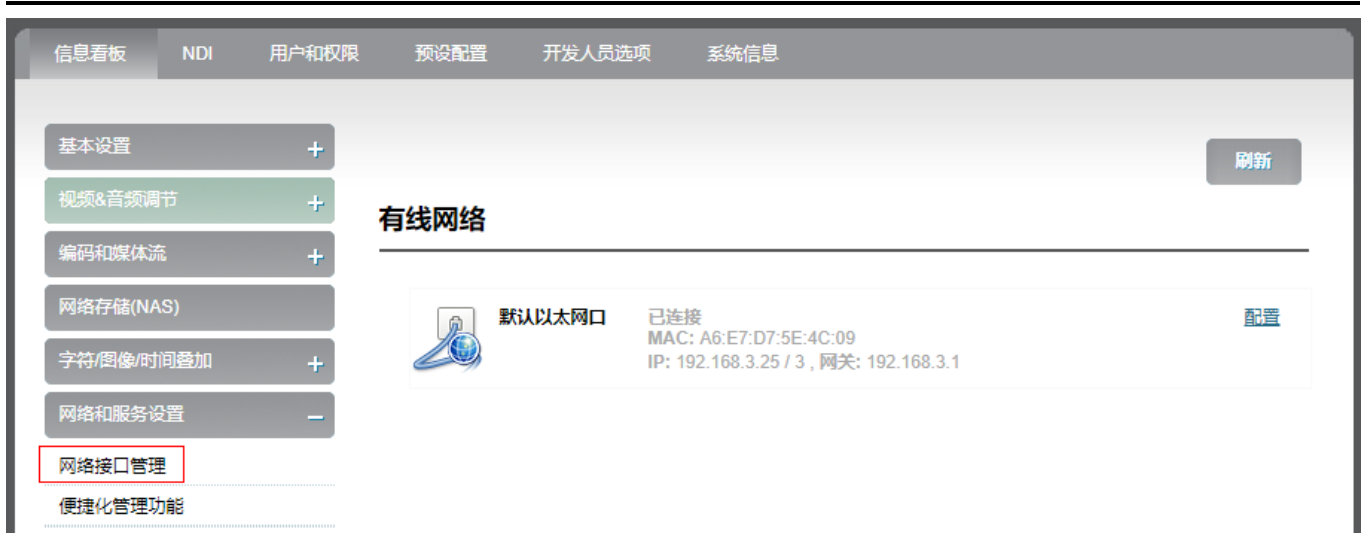 信息看板 NDI 用户和权限 预设配置 开发人员选项 系统信息
基本设置 +
刷新
视频&音频调节 +
有线网络
编码和媒体流 +
网络存储(NAS)
默认以太网口 已连接 配置
MAC: A6:E7:D7:5E:4C:09
IP: 192.168.3.25 / 3 , 网关: 192.168.3.1
字符/图像/时间叠加 +
网络和服务设置 –
网络接口管理
便捷化管理功能